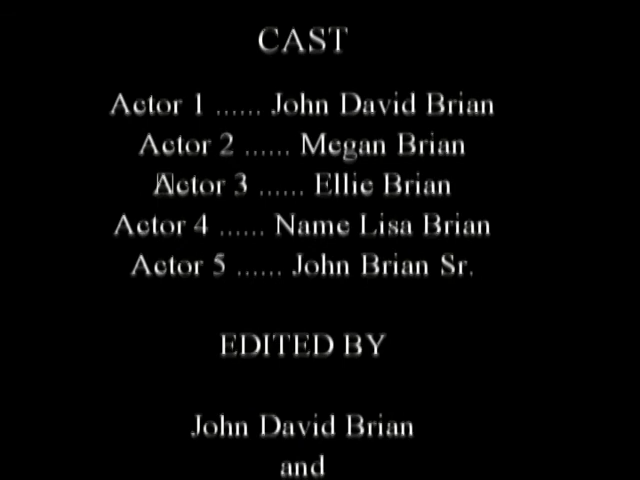 CAST
Actor 1 ...... John David Brian
Actor 2 ...... Megan Brian
Actor 3 ...... Ellie Brian
Actor 4 ...... Name Lisa Brian
Actor 5 ...... John Brian Sr.
EDITED BY
John David Brian
and